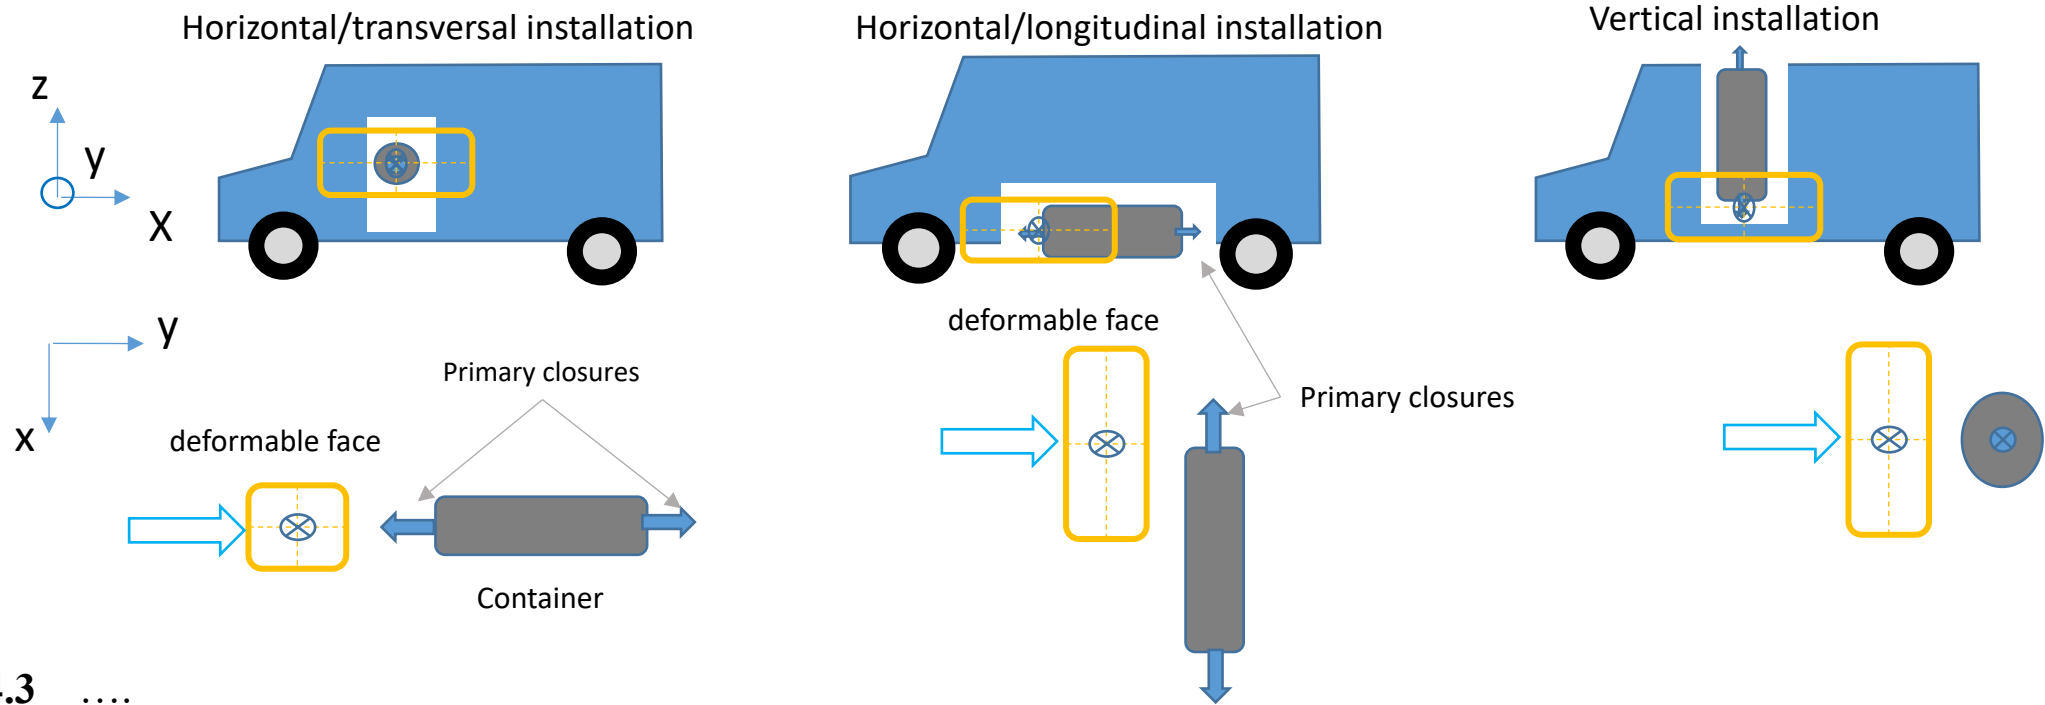 Horizontal/transversal installation
Horizontal/longitudinal installation
Vertical installation
z
y
X
y
x
deformable face
Primary closures
Container
deformable face
Primary closures
.3 ....